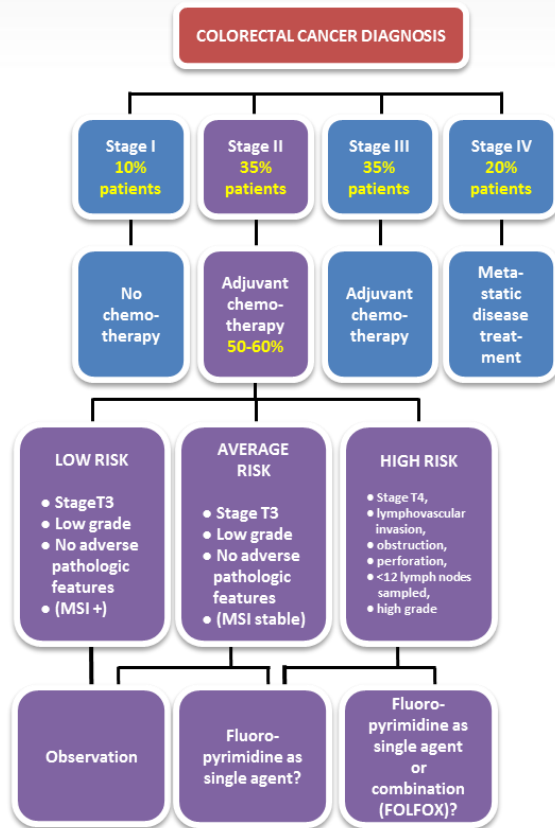 COLORECTAL CANCER DIAGNOSIS
Stage I
10%
patients
Stage II
35%
patients
Stage III
35%
patients
Stage IV
20%
patients
No
chemo-
therapy
Adjuvant
chemo-
therapy
50-60%
Adjuvant
chemo-
therapy
Meta-
static
disease
treat-
ment
LOW RISK
● StageT3
● Low grade
● No adverse
pathologic
features
● (MSI +)
AVERAGE
RISK
● Stage T3
● Low grade
● No adverse
pathologic
features
● (MSI stable)
HIGH RISK
● Stage T4,
● lymphovascular
invasion,
● obstruction,
● perforation,
● <12 lymph nodes
sampled,
● high grade
Observation
Fluoro-
pyrimidine as
single agent?
Fluoro-
pyrimidine as
single agent
or
combination
(FOLFOX)?